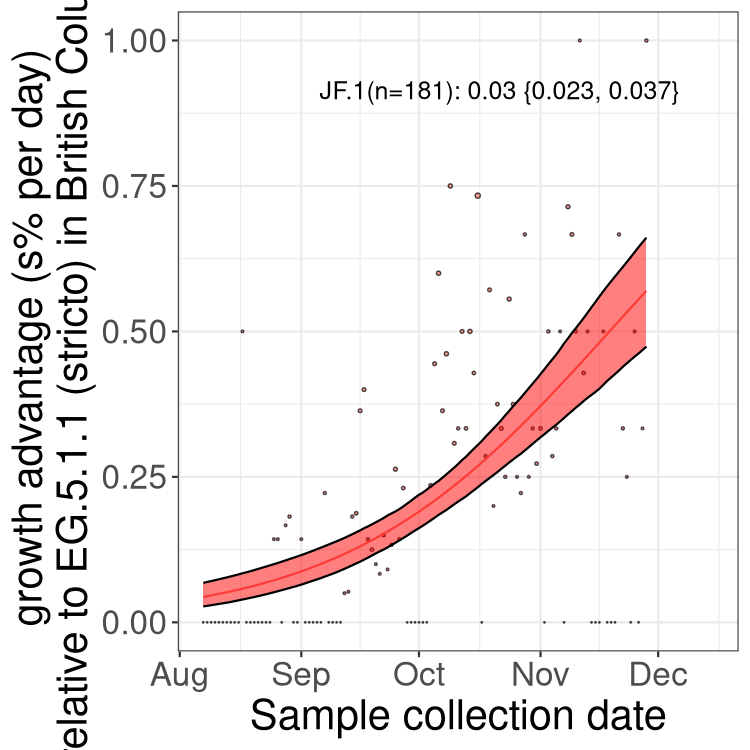 growth advantage (s% per day)
relative to EG.5.1.1 (stricto) in British Colu
1.00
0.75
0.50
0.25
0.00
JF.1(n=181): 0.03 {0.023, 0.037}
Aug Sep Oct Nov Dec
Sample collection date